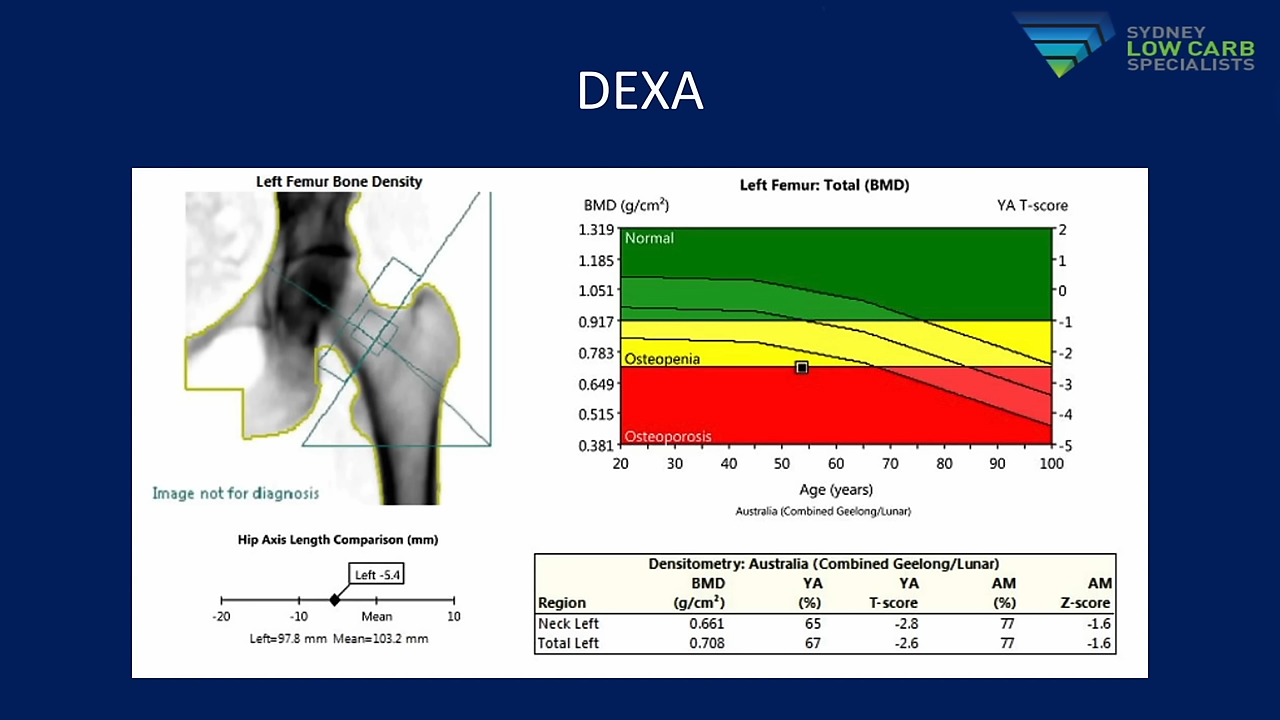 SYDNEY
LOW CARB
SPECIALISTS
DEXA
Left Femur Bone Density
Image not for diagnosis
Hip Axis Length Comparison (mm)
Left -5.4
-20 -10 Mean 10
Left=97.8 mm Mean=103.2 mm
Left Femur: Total (BMD)
BMD (g/cm²) YA T-score
1.319 Normal 2
1.185 1
1.051 0
0.917 -1
0.783 Osteopenia -2
0.649 -3
0.515 -4
0.381 Osteoporosis -5
20 30 40 50 60 70 80 90 100
Age (years)
Australia (Combined Geelong/Lunar)
Densitometry: Australia (Combined Geelong/Lunar)
BMD YA YA AM AM
Region (g/cm²) (%) T-score (%) Z-score
Neck Left 0.661 65 -2.8 77 -1.6
Total Left 0.708 67 -2.6 77 -1.6